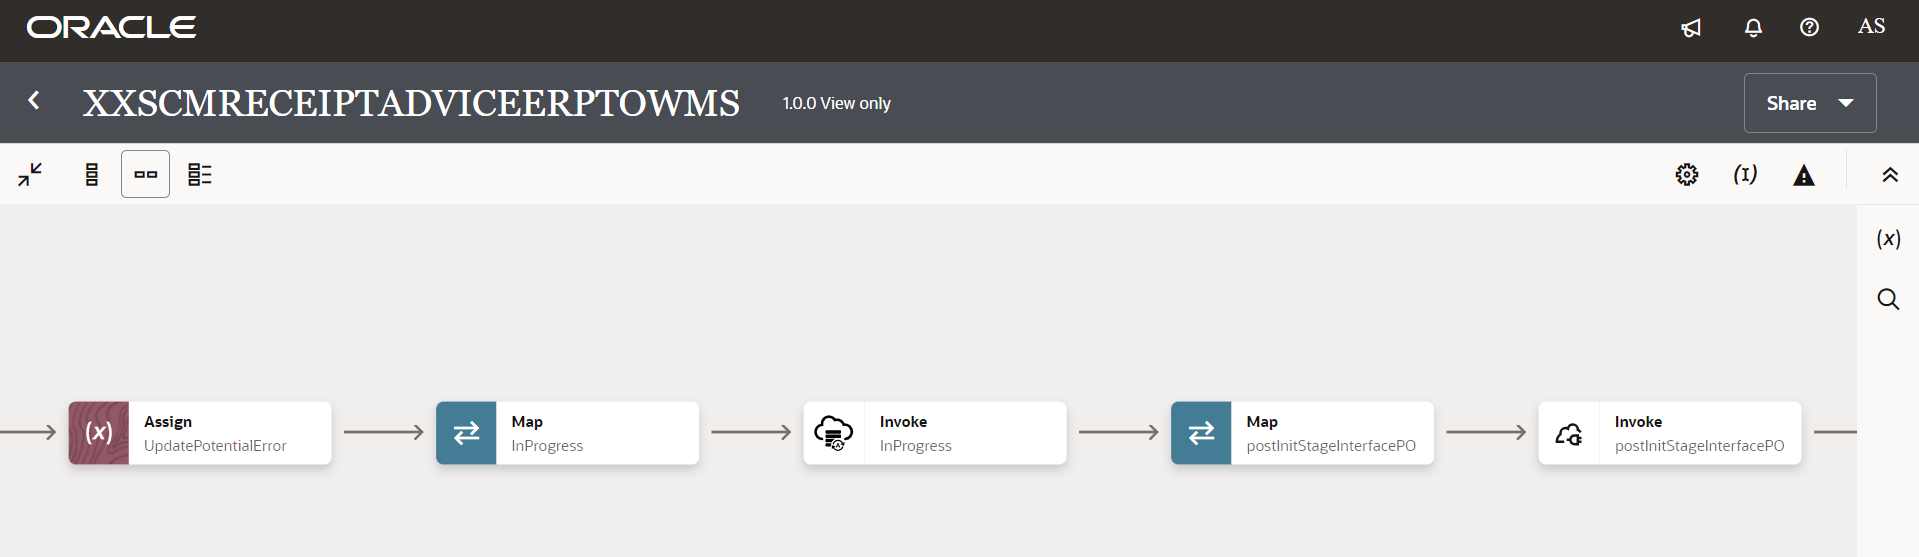 ORACLE
AS
XXSCMRECEIPTADVICEERPTOWMS
1.0.0 View only
Share
(I)
(x)
(x)
Assign
UpdatePotentialError
Map
InProgress
Invoke
InProgress
Map
postInitStageInterfacePO
Invoke
postInitStageInterfacePO